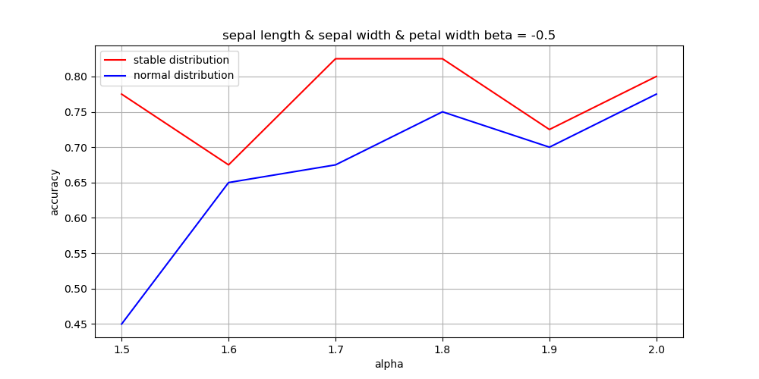 sepal length & sepal width & petal width beta = -0.5
stable distribution
normal distribution
accuracy
0.80
0.75
0.70
0.65
0.60
0.55
0.50
0.45
1.5 1.6 1.7 1.8 1.9 2.0
alpha